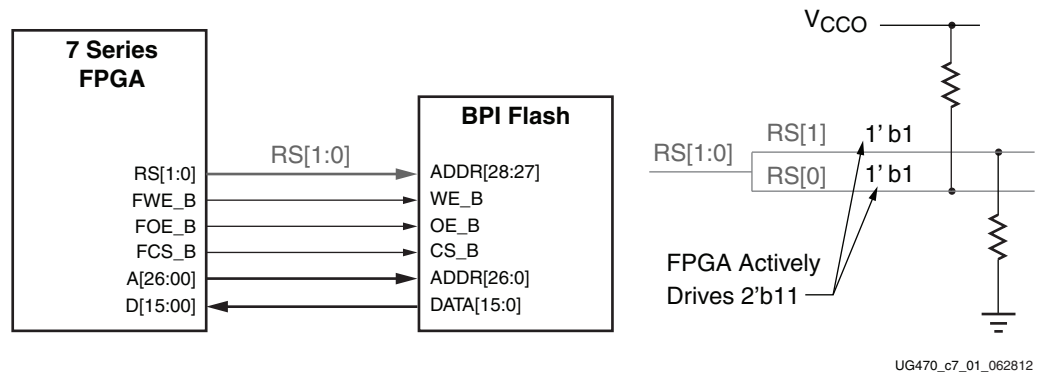 7 Series
FPGA
RS[1:0]
FWE_B
FOE_B
FCS_B
A[26:00]
D[15:00]
RS[1:0]
BPI Flash
ADDR[28:27]
WE_B
OE_B
CS_B
ADDR[26:0]
DATA[15:0]
VCCO
RS[1:0]
RS[1] 1' b1
RS[0] 1' b1
FPGA Actively
Drives 2'b11
UG470_c7_01_062812